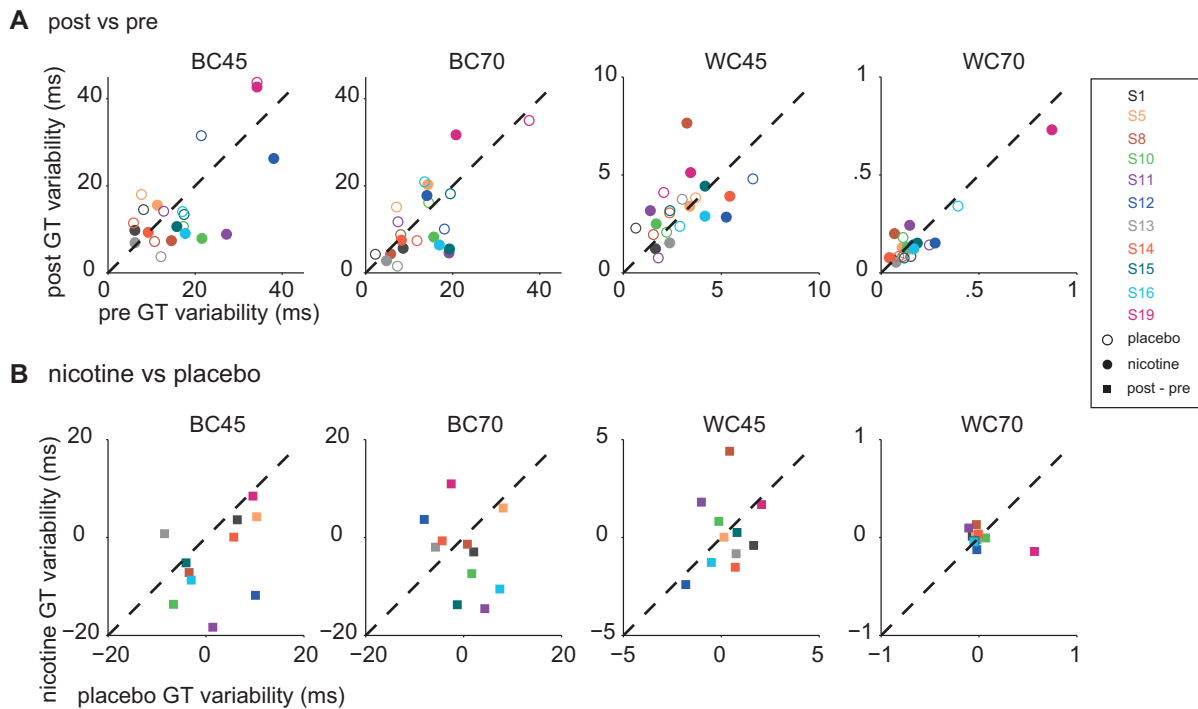 A post vs pre
BC45 BC70 WC45 WC70
post GT variability (ms)
40
20
0
0 20 40
40
20
0
0 20 40
10
5
0
0 5 10
1
.5
0
0 .5 1
pre GT variability (ms)
S1
S5
S8
S10
S11
S12
S13
S14
S15
S16
S19
placebo
nicotine
post - pre
B nicotine vs placebo
BC45 BC70 WC45 WC70
nicotine GT variability (ms)
20
0
−20
−20 0 20
20
0
−20
−20 0 20
5
0
−5
−5 0 5
1
0
−1
−1 0 1
placebo GT variability (ms)